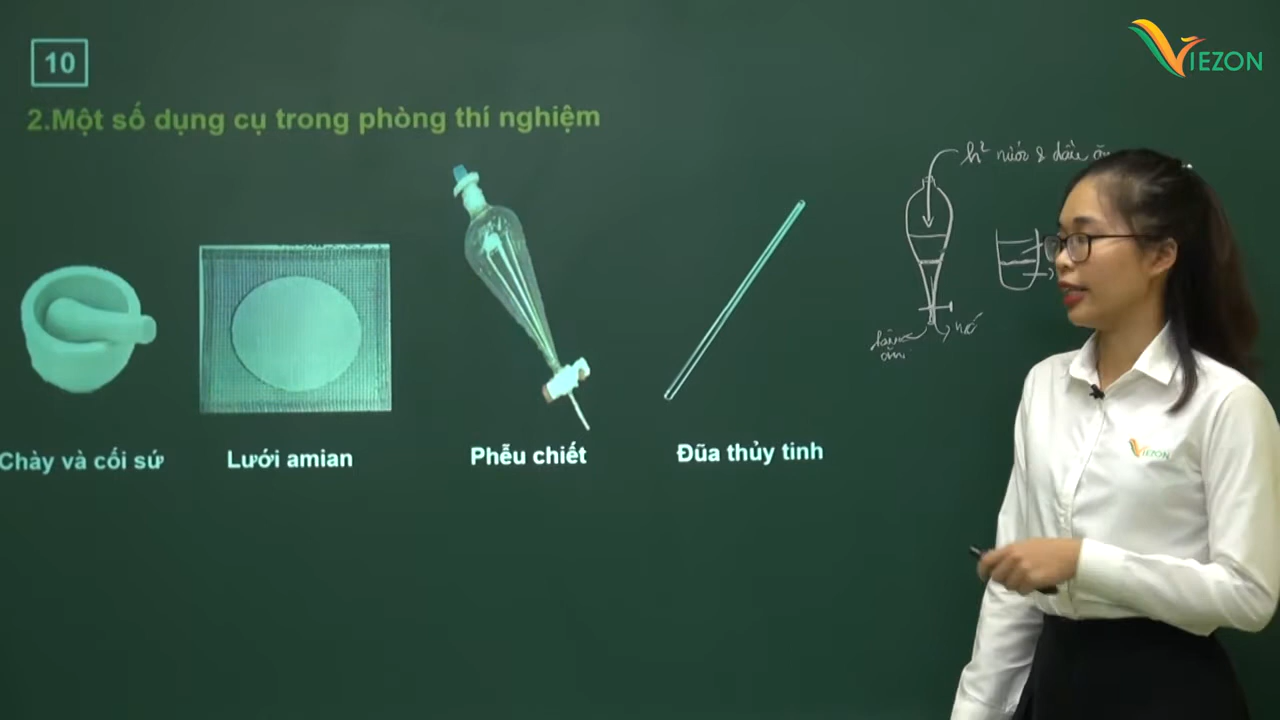 VIEZON
10
2.Một số dụng cụ trong phòng thí nghiệm
h² nước & dầu ăn
Chày và cối sứ
Lưới amian
Phễu chiết
Đũa thủy tinh
VIEZON